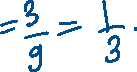 = 3/9 = 1/3.